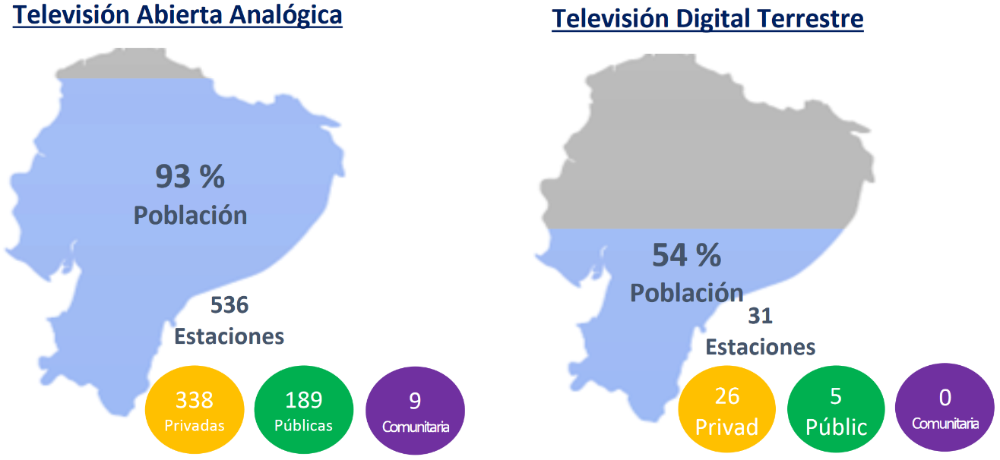 Televisión Abierta Analógica
93 %
Población
536
Estaciones
338
Privadas
189
Públicas
9
Comunitaria
Televisión Digital Terrestre
54 %
Población
31
Estaciones
26
Privad
5
Públic
0
Comunitaria